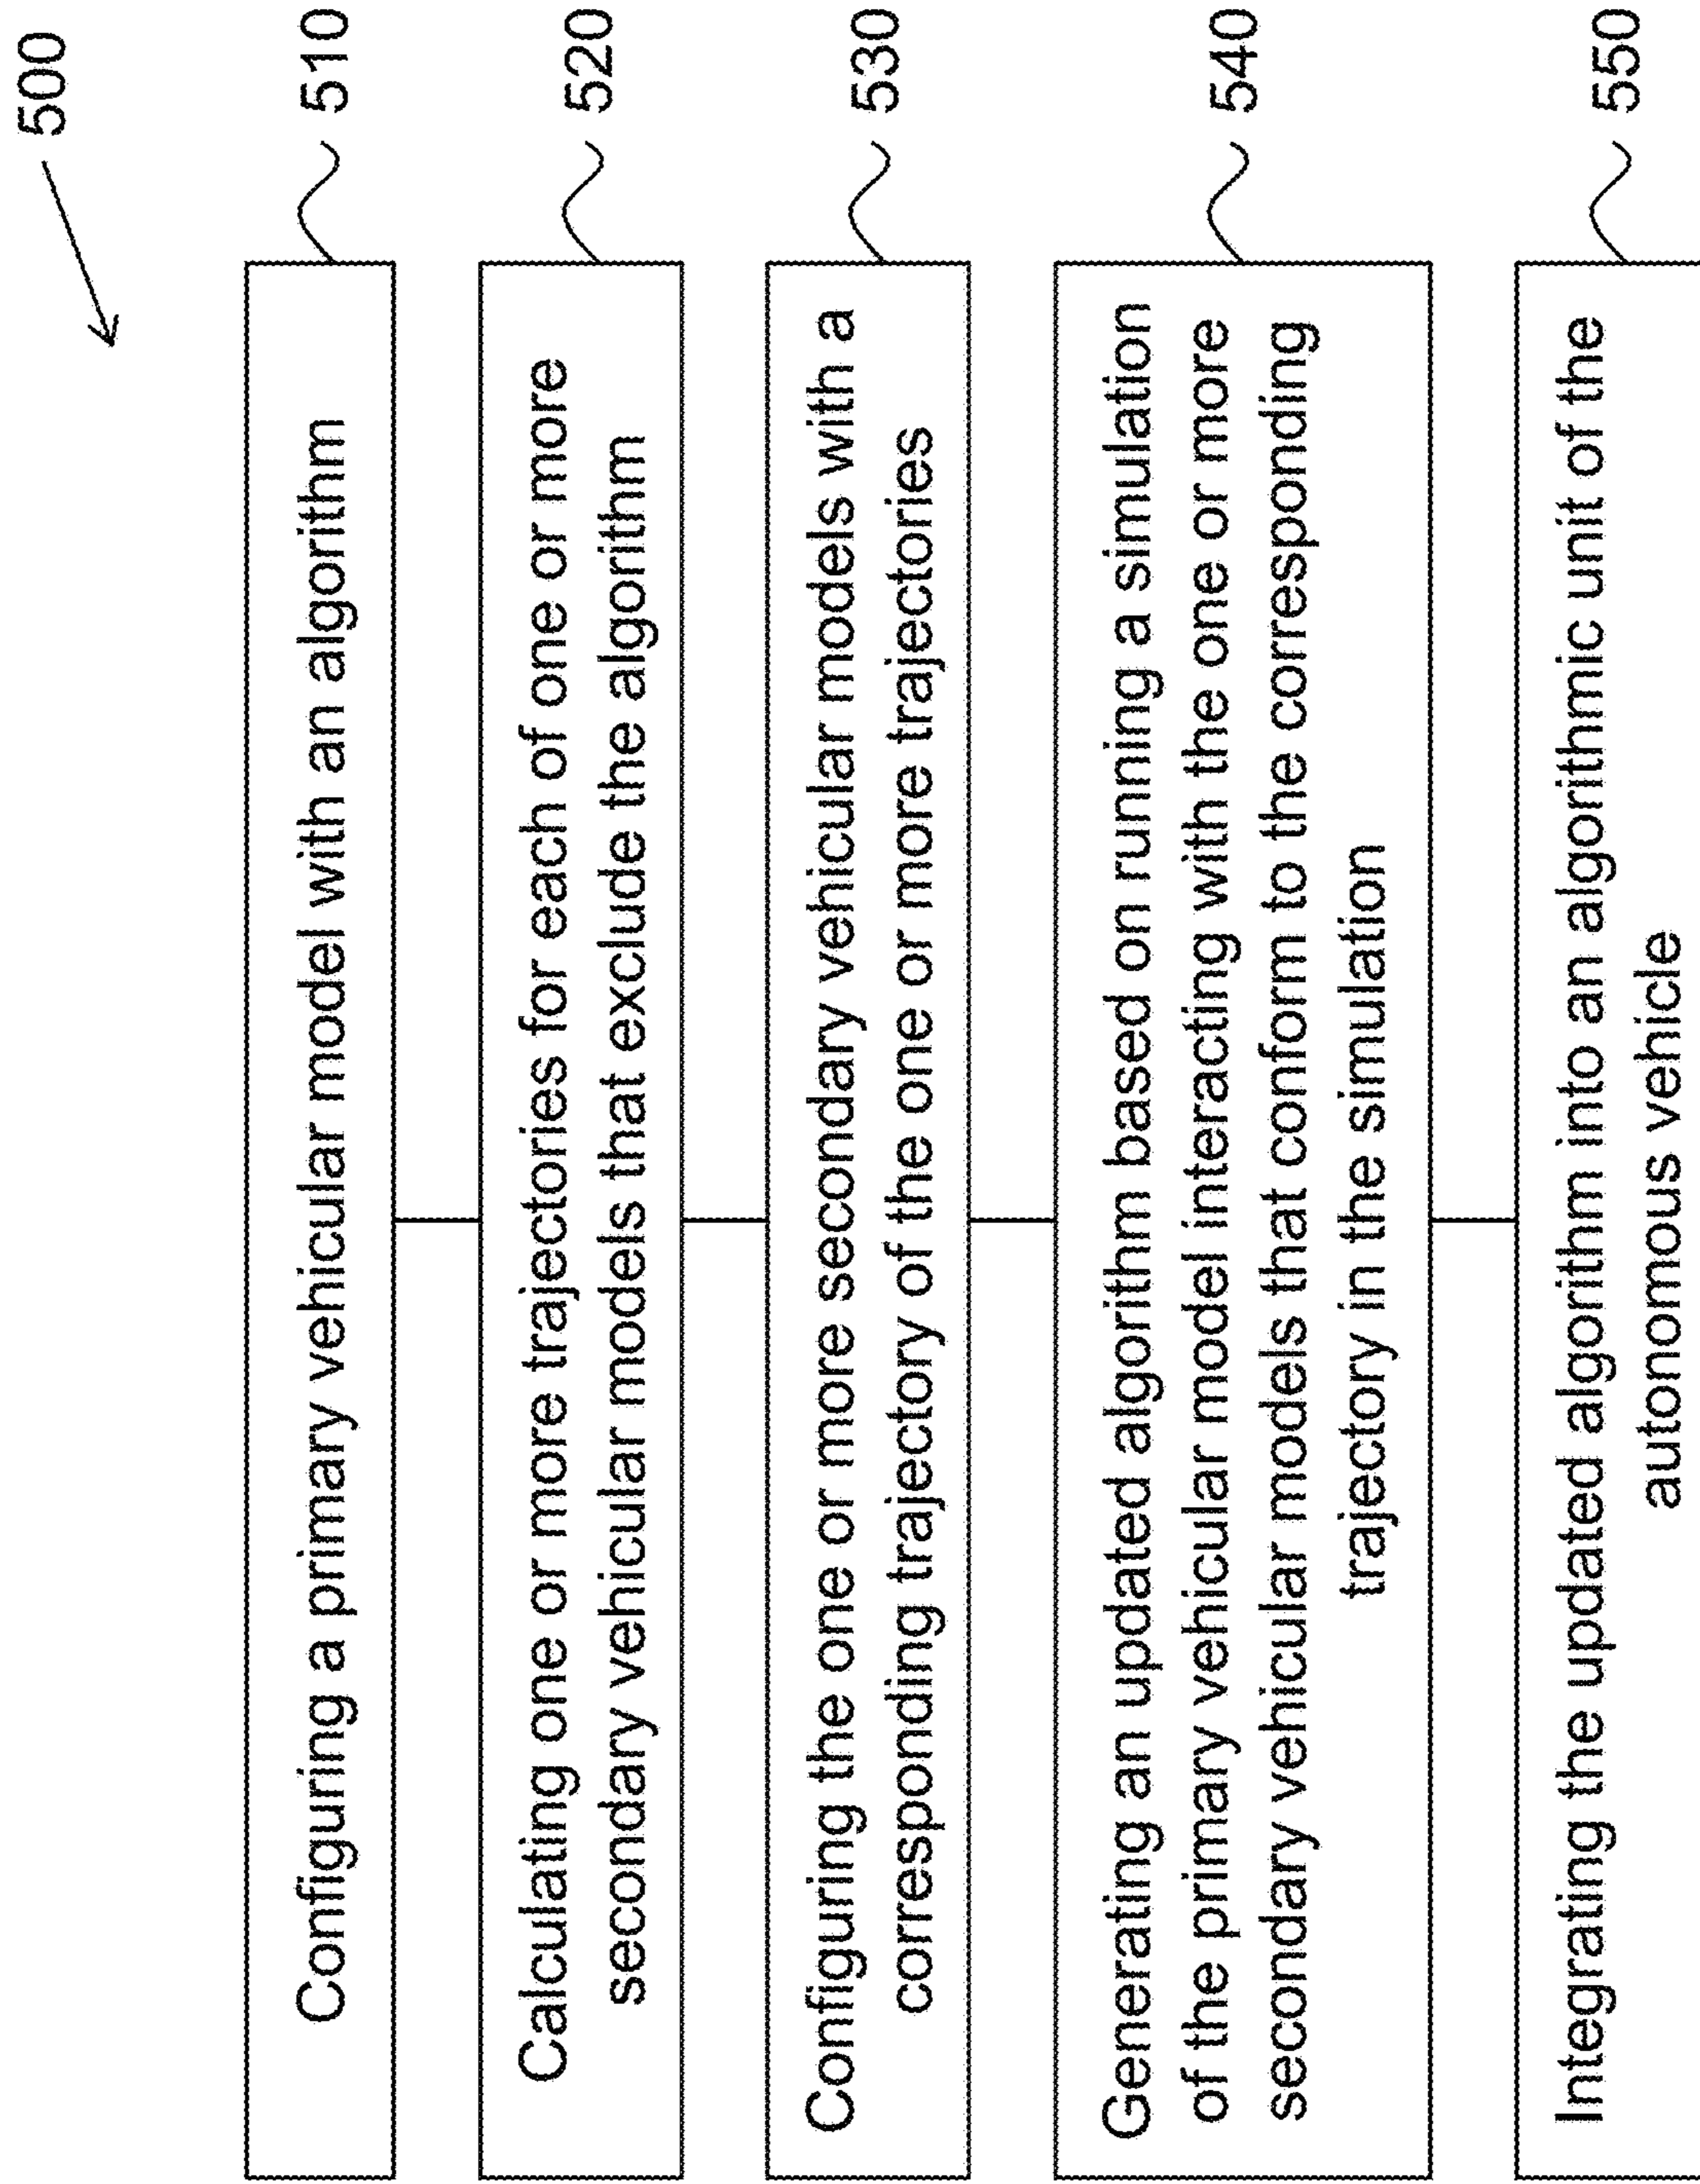 500
Configuring a primary vehicular model with an algorithm
510
Calculating one or more trajectories for each of one or more
secondary vehicular models that exclude the algorithm
520
Configuring the one or more secondary vehicular models with a
corresponding trajectory of the one or more trajectories
530
Generating an updated algorithm based on running a simulation
of the primary vehicular model interacting with the one or more
secondary vehicular models that conform to the corresponding
trajectory in the simulation
540
Integrating the updated algorithm into an algorithmic unit of the
autonomous vehicle
550